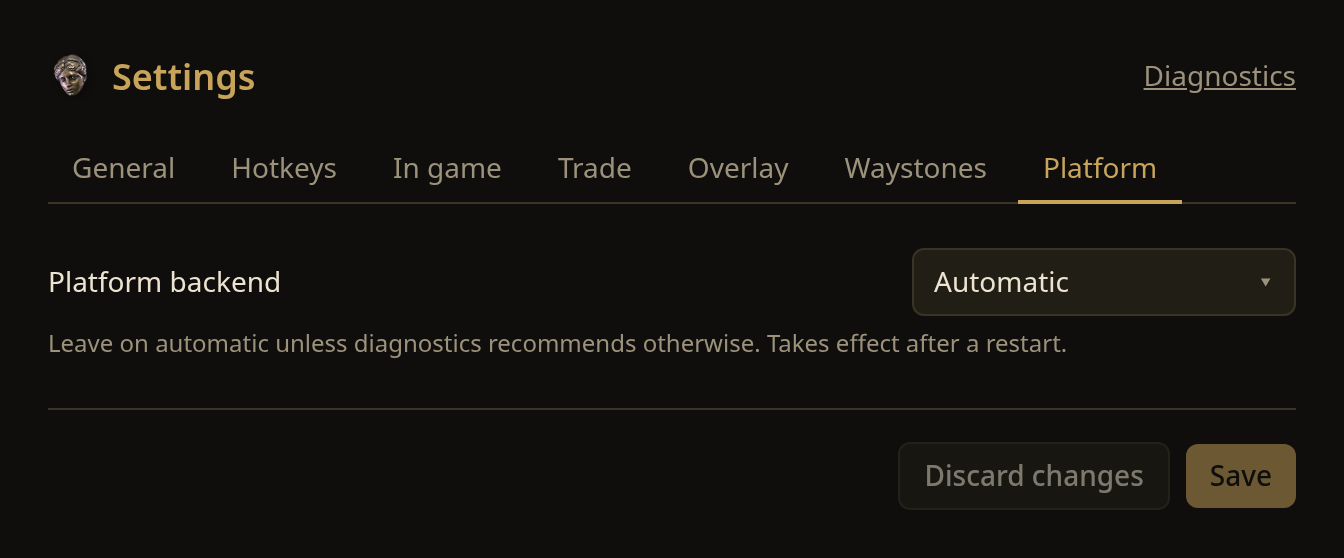 Settings
Diagnostics
General Hotkeys In game Trade Overlay Waystones Platform
Platform backend
Automatic
Leave on automatic unless diagnostics recommends otherwise. Takes effect after a restart.
Discard changes Save